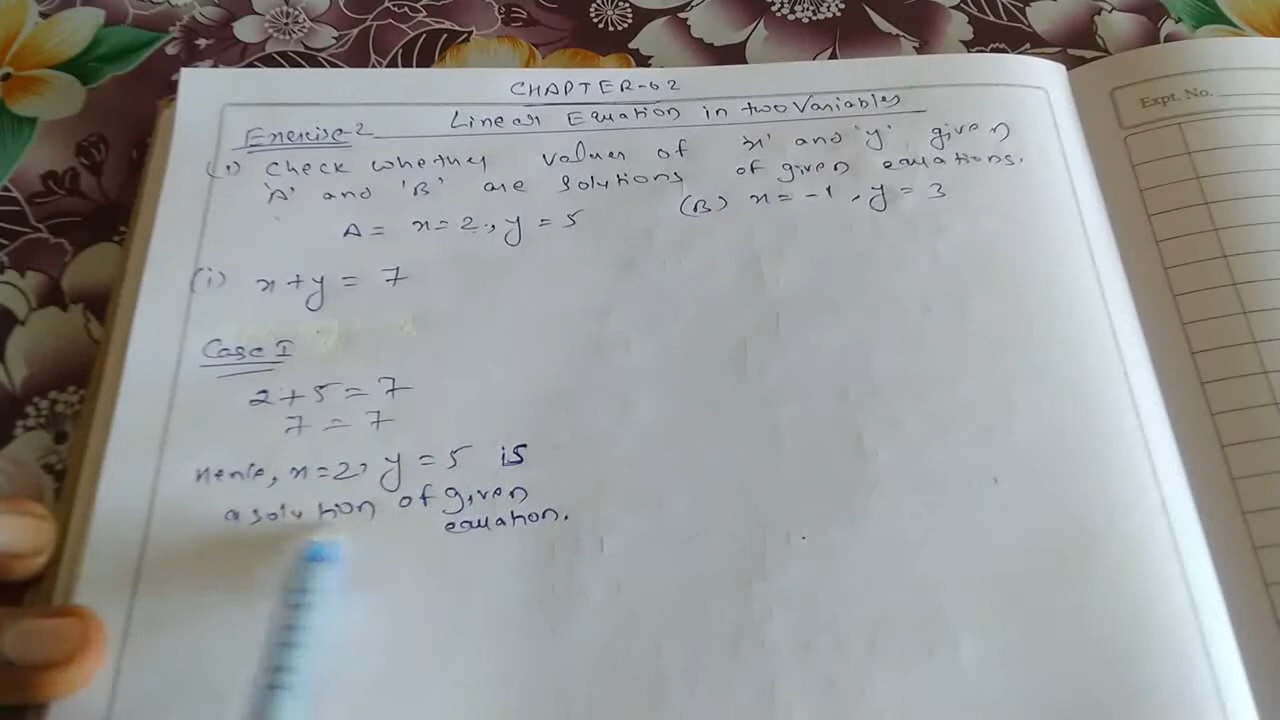 CHAPTER-02
Linear Equation in two Variables
Exercise-2
(1) Check whether values of 'x' and 'y' given
'A' and 'B' are solutions of given equations.
A = x = 2, y = 5 (B) x = -1, y = 3
(i) x + y = 7
Case I
2 + 5 = 7
7 = 7
Hence, x = 2, y = 5 is
a solution of given
equation.
Expt. No.